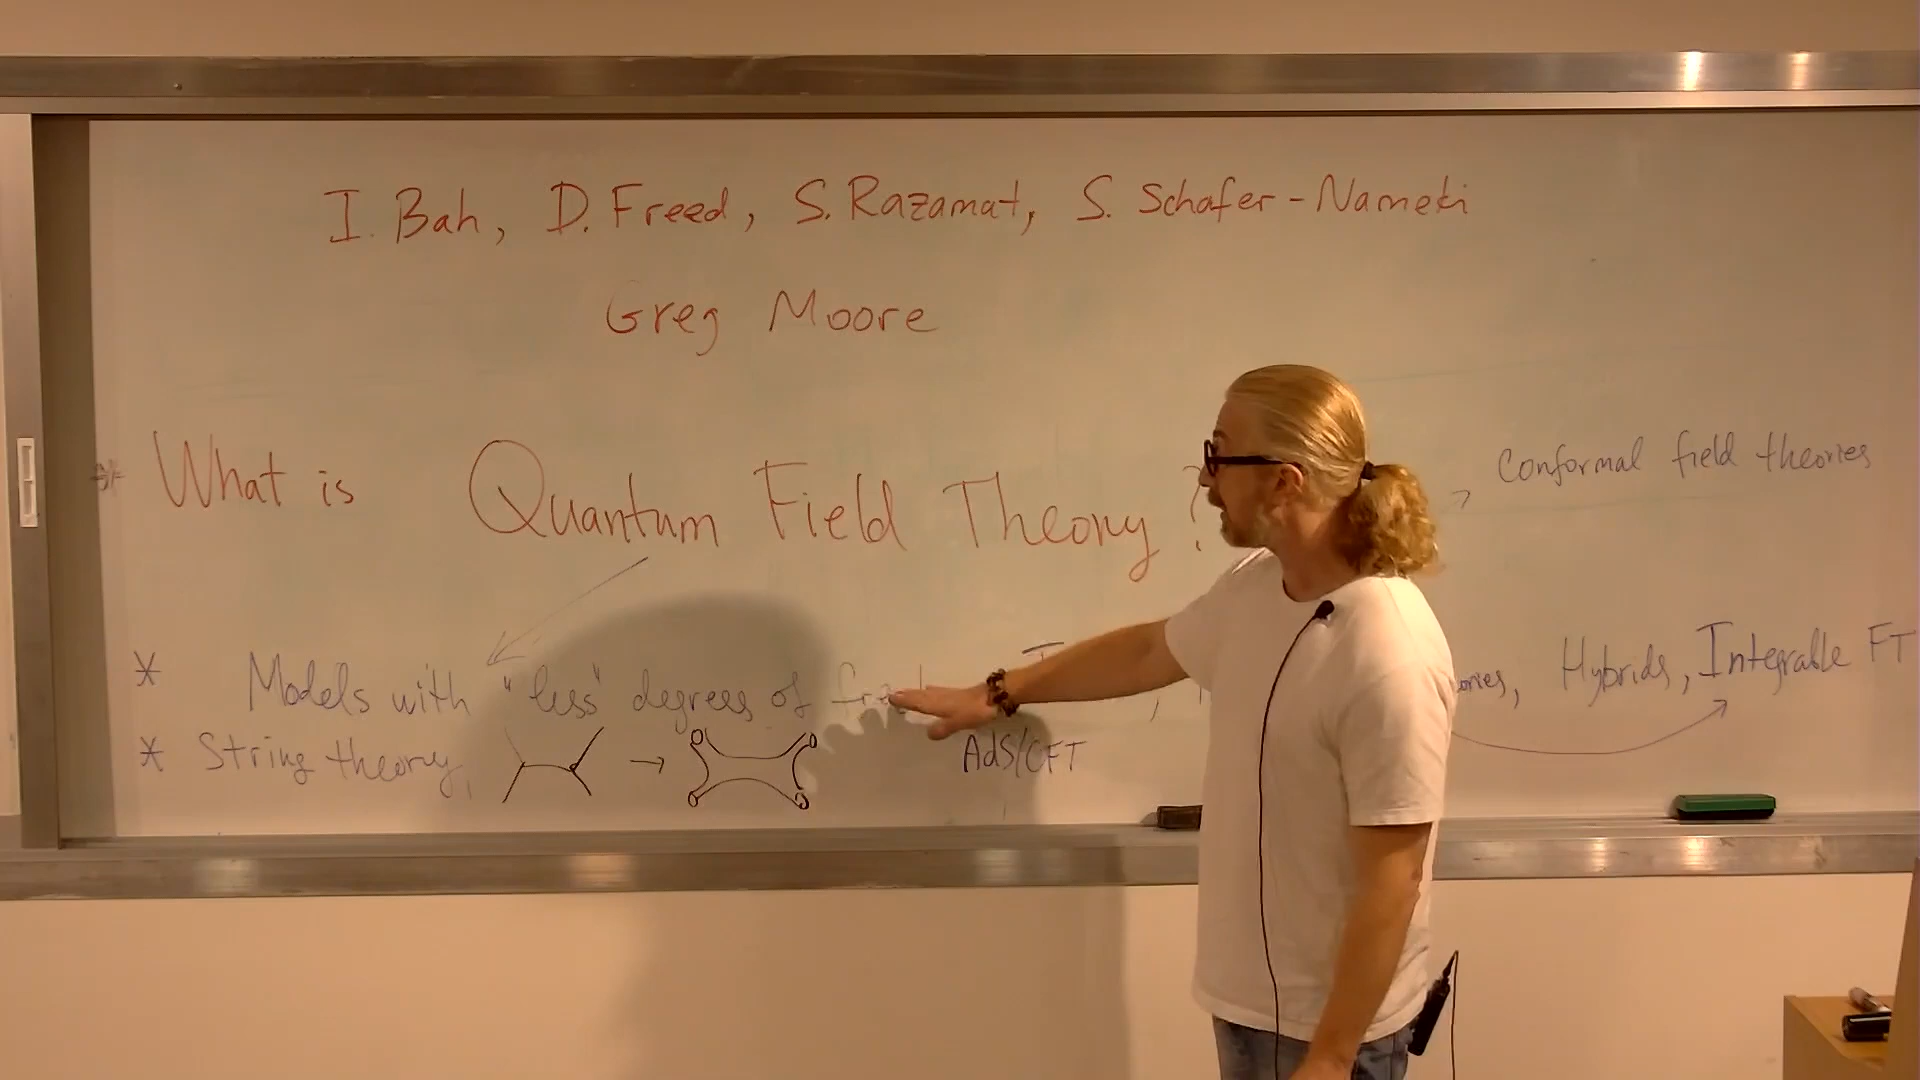 I. Bah, D. Freed, S. Razamat, S. Schafer-Nameki
Greg Moore
* What is Quantum Field Theory?
Conformal field theories
* Models with "less" degrees of
Hybrids, Integrable FT
* String theory, → AdS/CFT